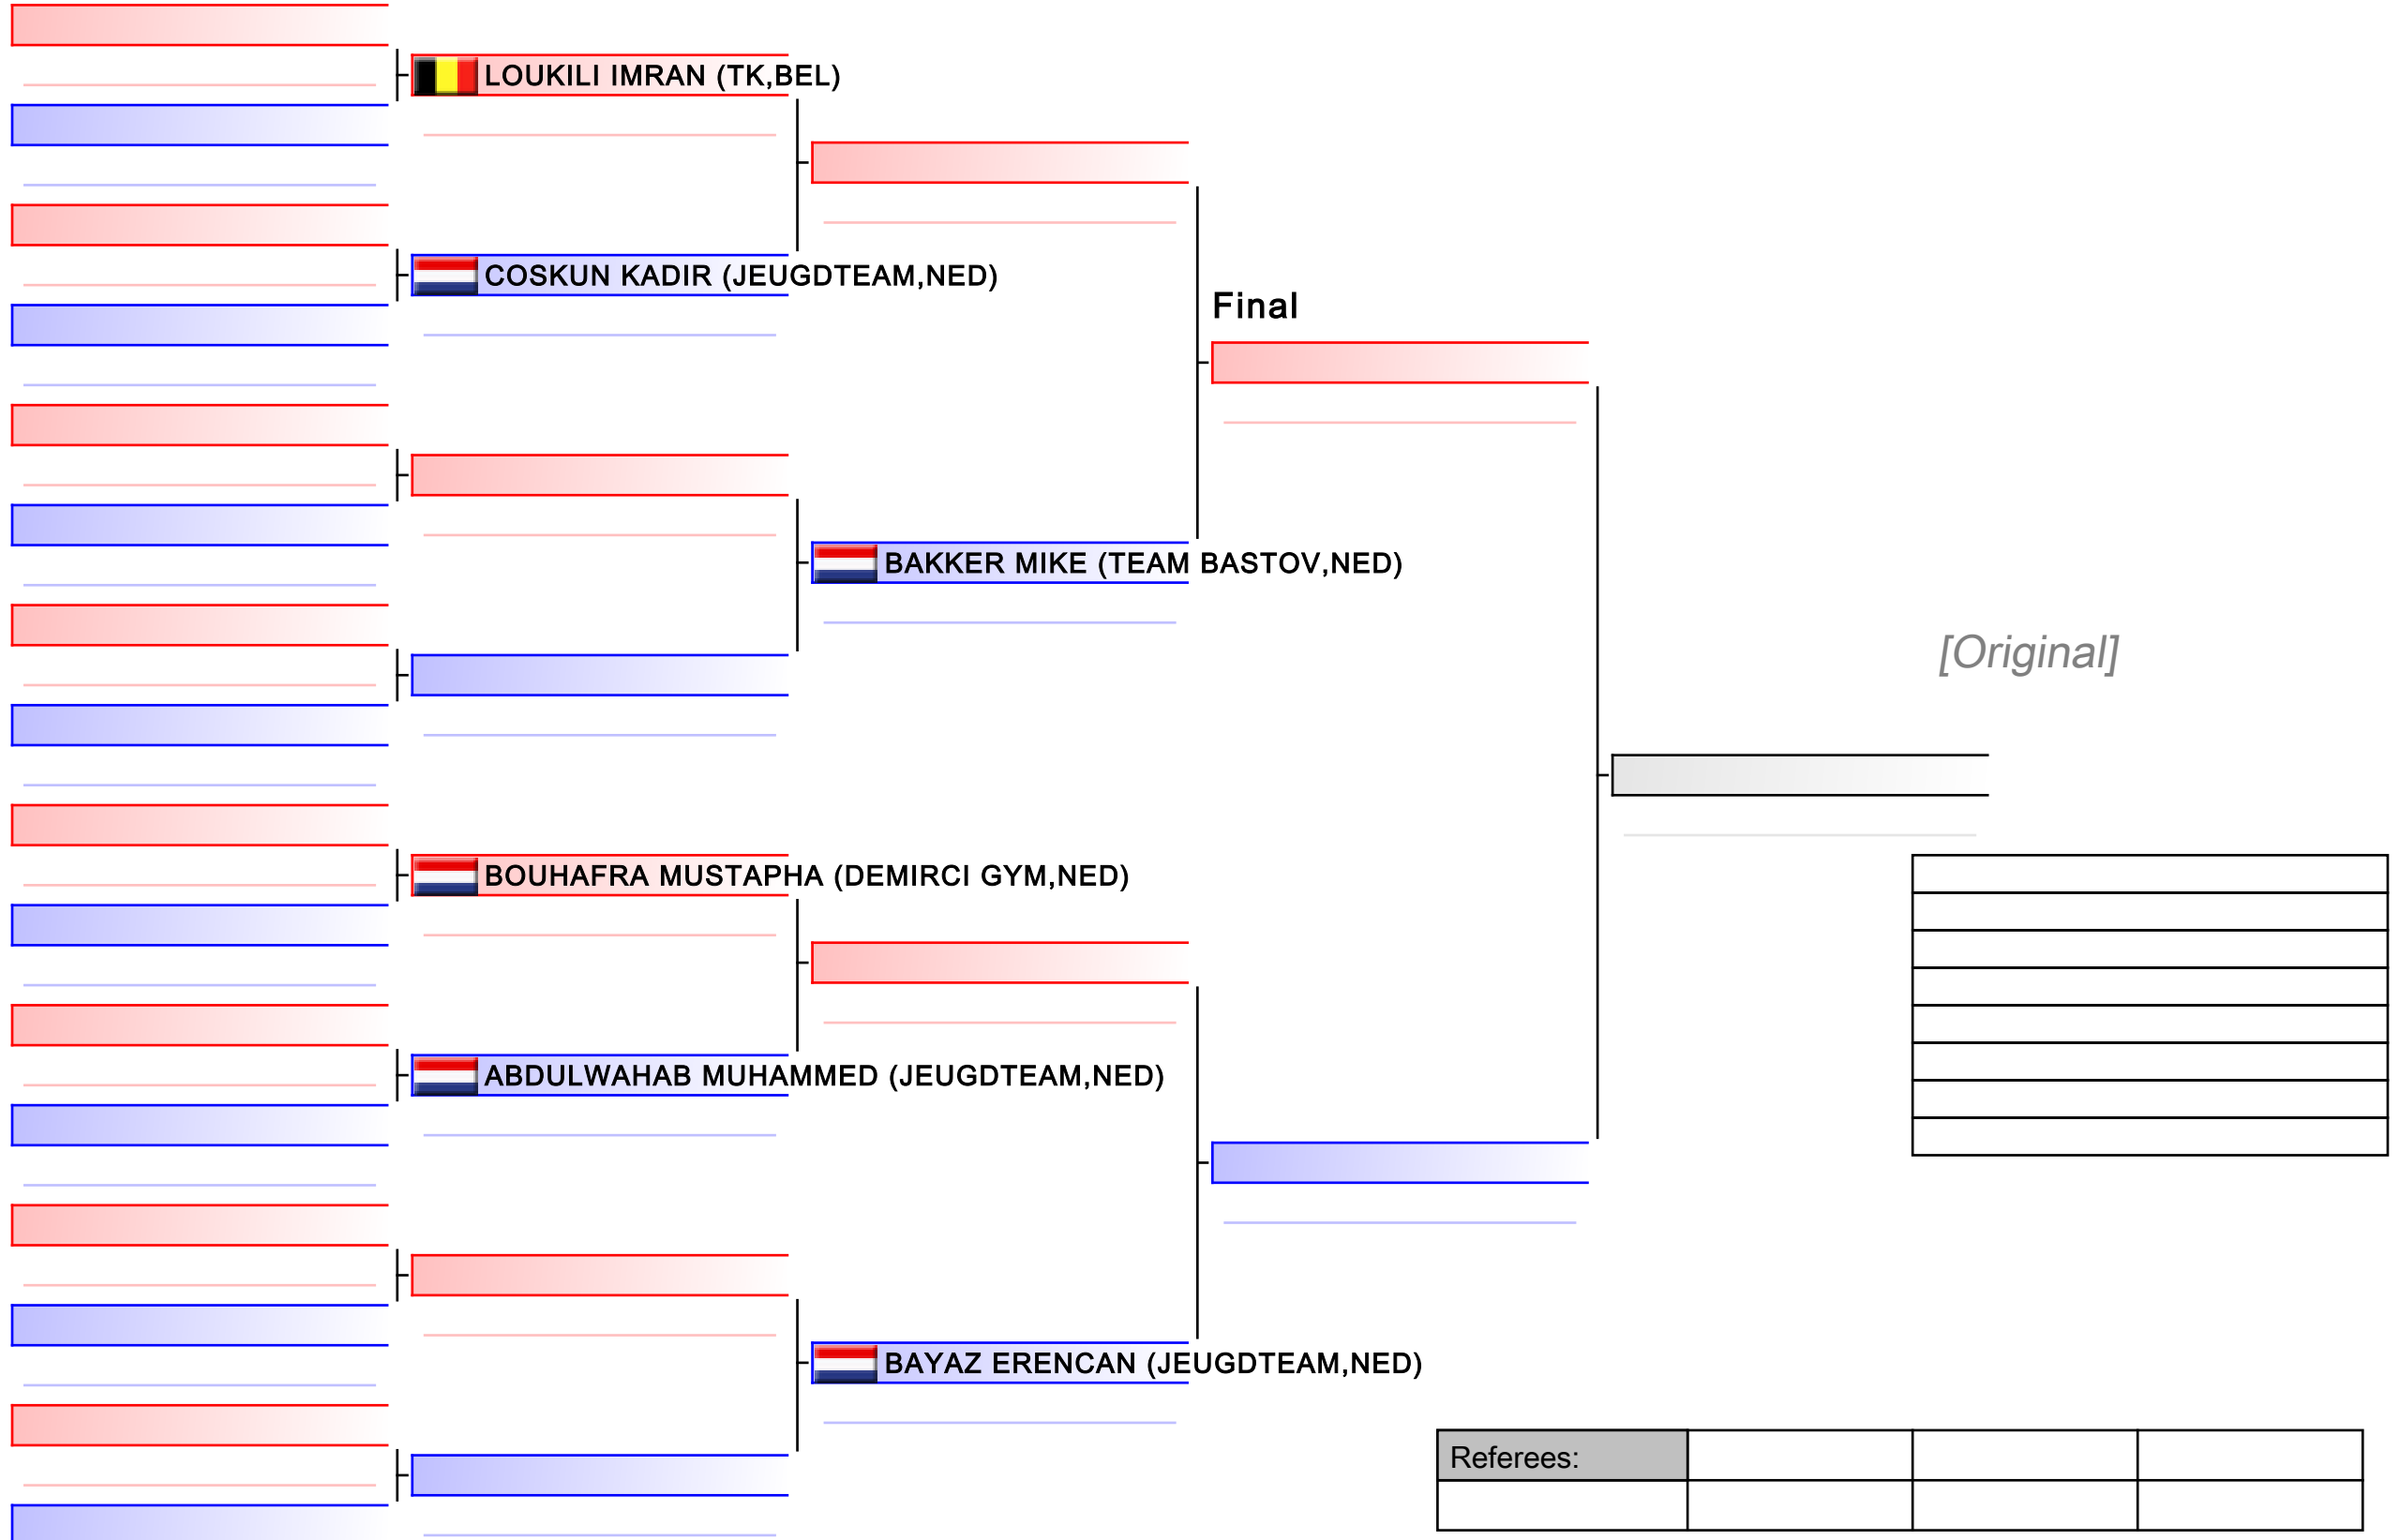 LOUKILI IMRAN (TK,BEL)
COSKUN KADIR (JEUGDTEAM,NED)
Final
BAKKER MIKE (TEAM BASTOV,NED)
[Original]
BOUHAFRA MUSTAPHA (DEMIRCI GYM,NED)
ABDULWAHAB MUHAMMED (JEUGDTEAM,NED)
BAYAZ ERENCAN (JEUGDTEAM,NED)
Referees: